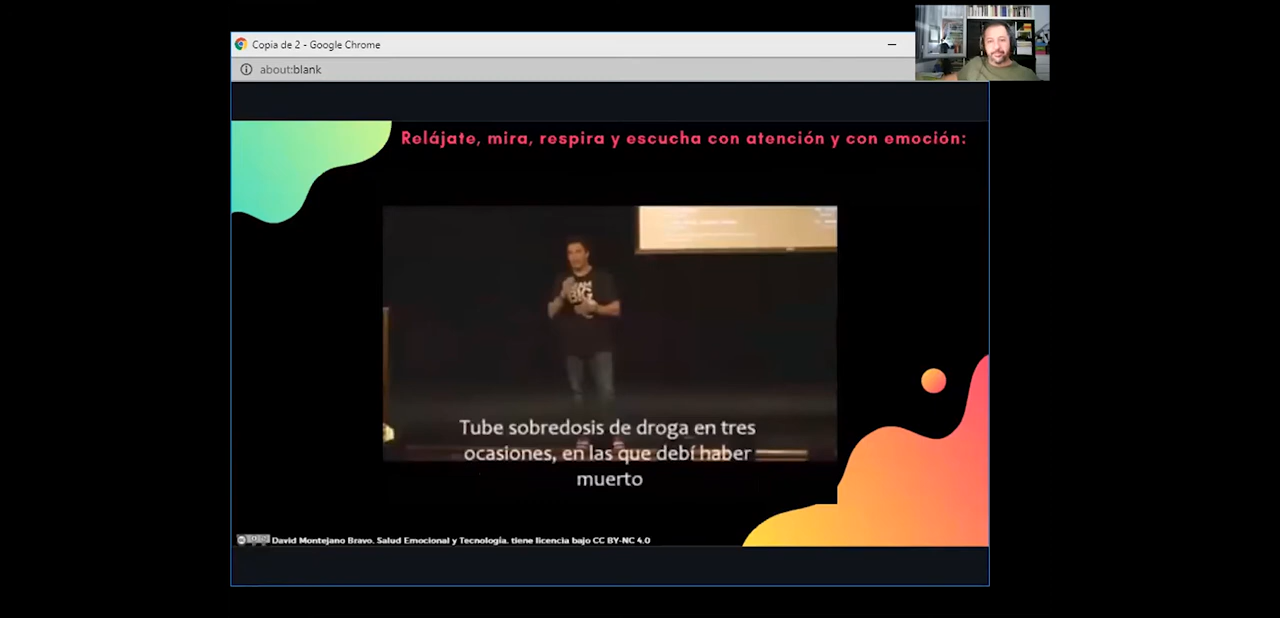 Copia de 2 - Google Chrome
about:blank
Relájate, mira, respira y escucha con atención y con emoción:
BIG
Tube sobredosis de droga en tres
ocasiones, en las que debí haber
muerto
David Montejano Bravo. Salud Emocional y Tecnología. tiene licencia bajo CC BY-NC 4.0